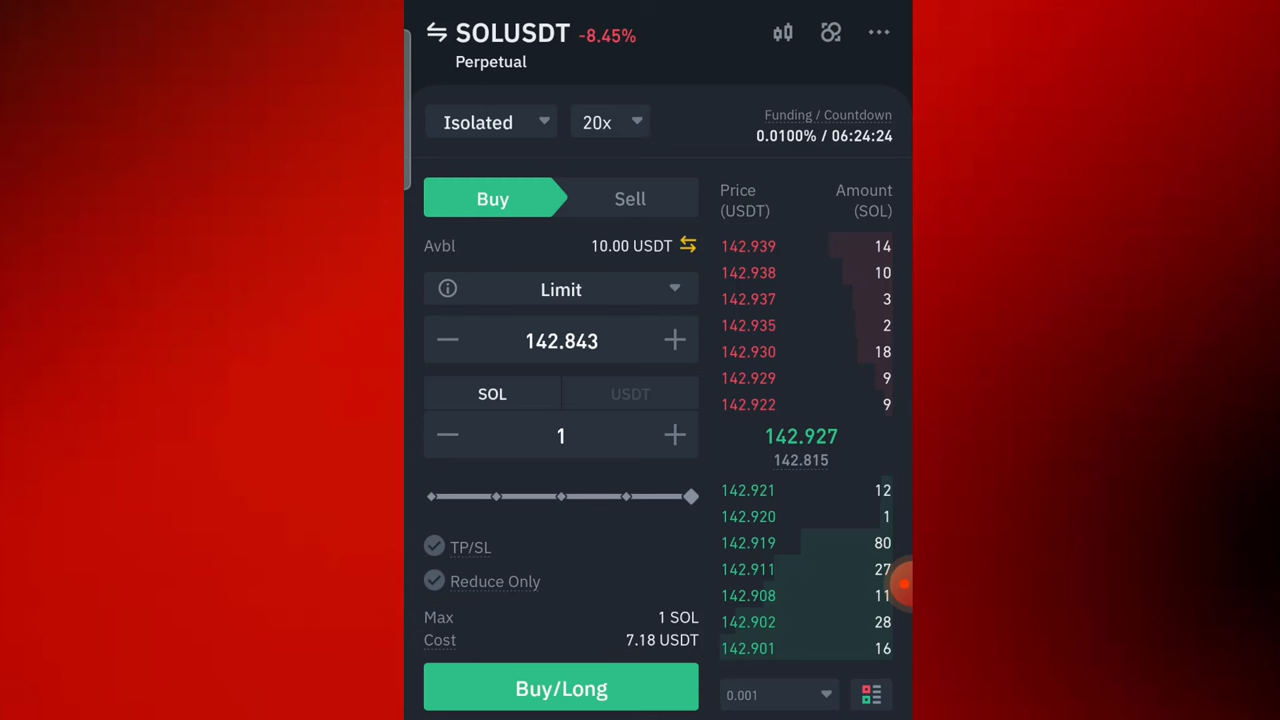 SOLUSDT -8.45%
Perpetual
Isolated 20x
Funding / Countdown
0.0100% / 06:24:24
Buy Sell
Avbl 10.00 USDT
Limit
142.843
SOL USDT
1
TP/SL
Reduce Only
Max 1 SOL
Cost 7.18 USDT
Buy/Long
Price Amount
(USDT) (SOL)
142.939 14
142.938 10
142.937 3
142.935 2
142.930 18
142.929 9
142.922 9
142.927
142.815
142.921 12
142.920 1
142.919 80
142.911 27
142.908 11
142.902 28
142.901 16
0.001